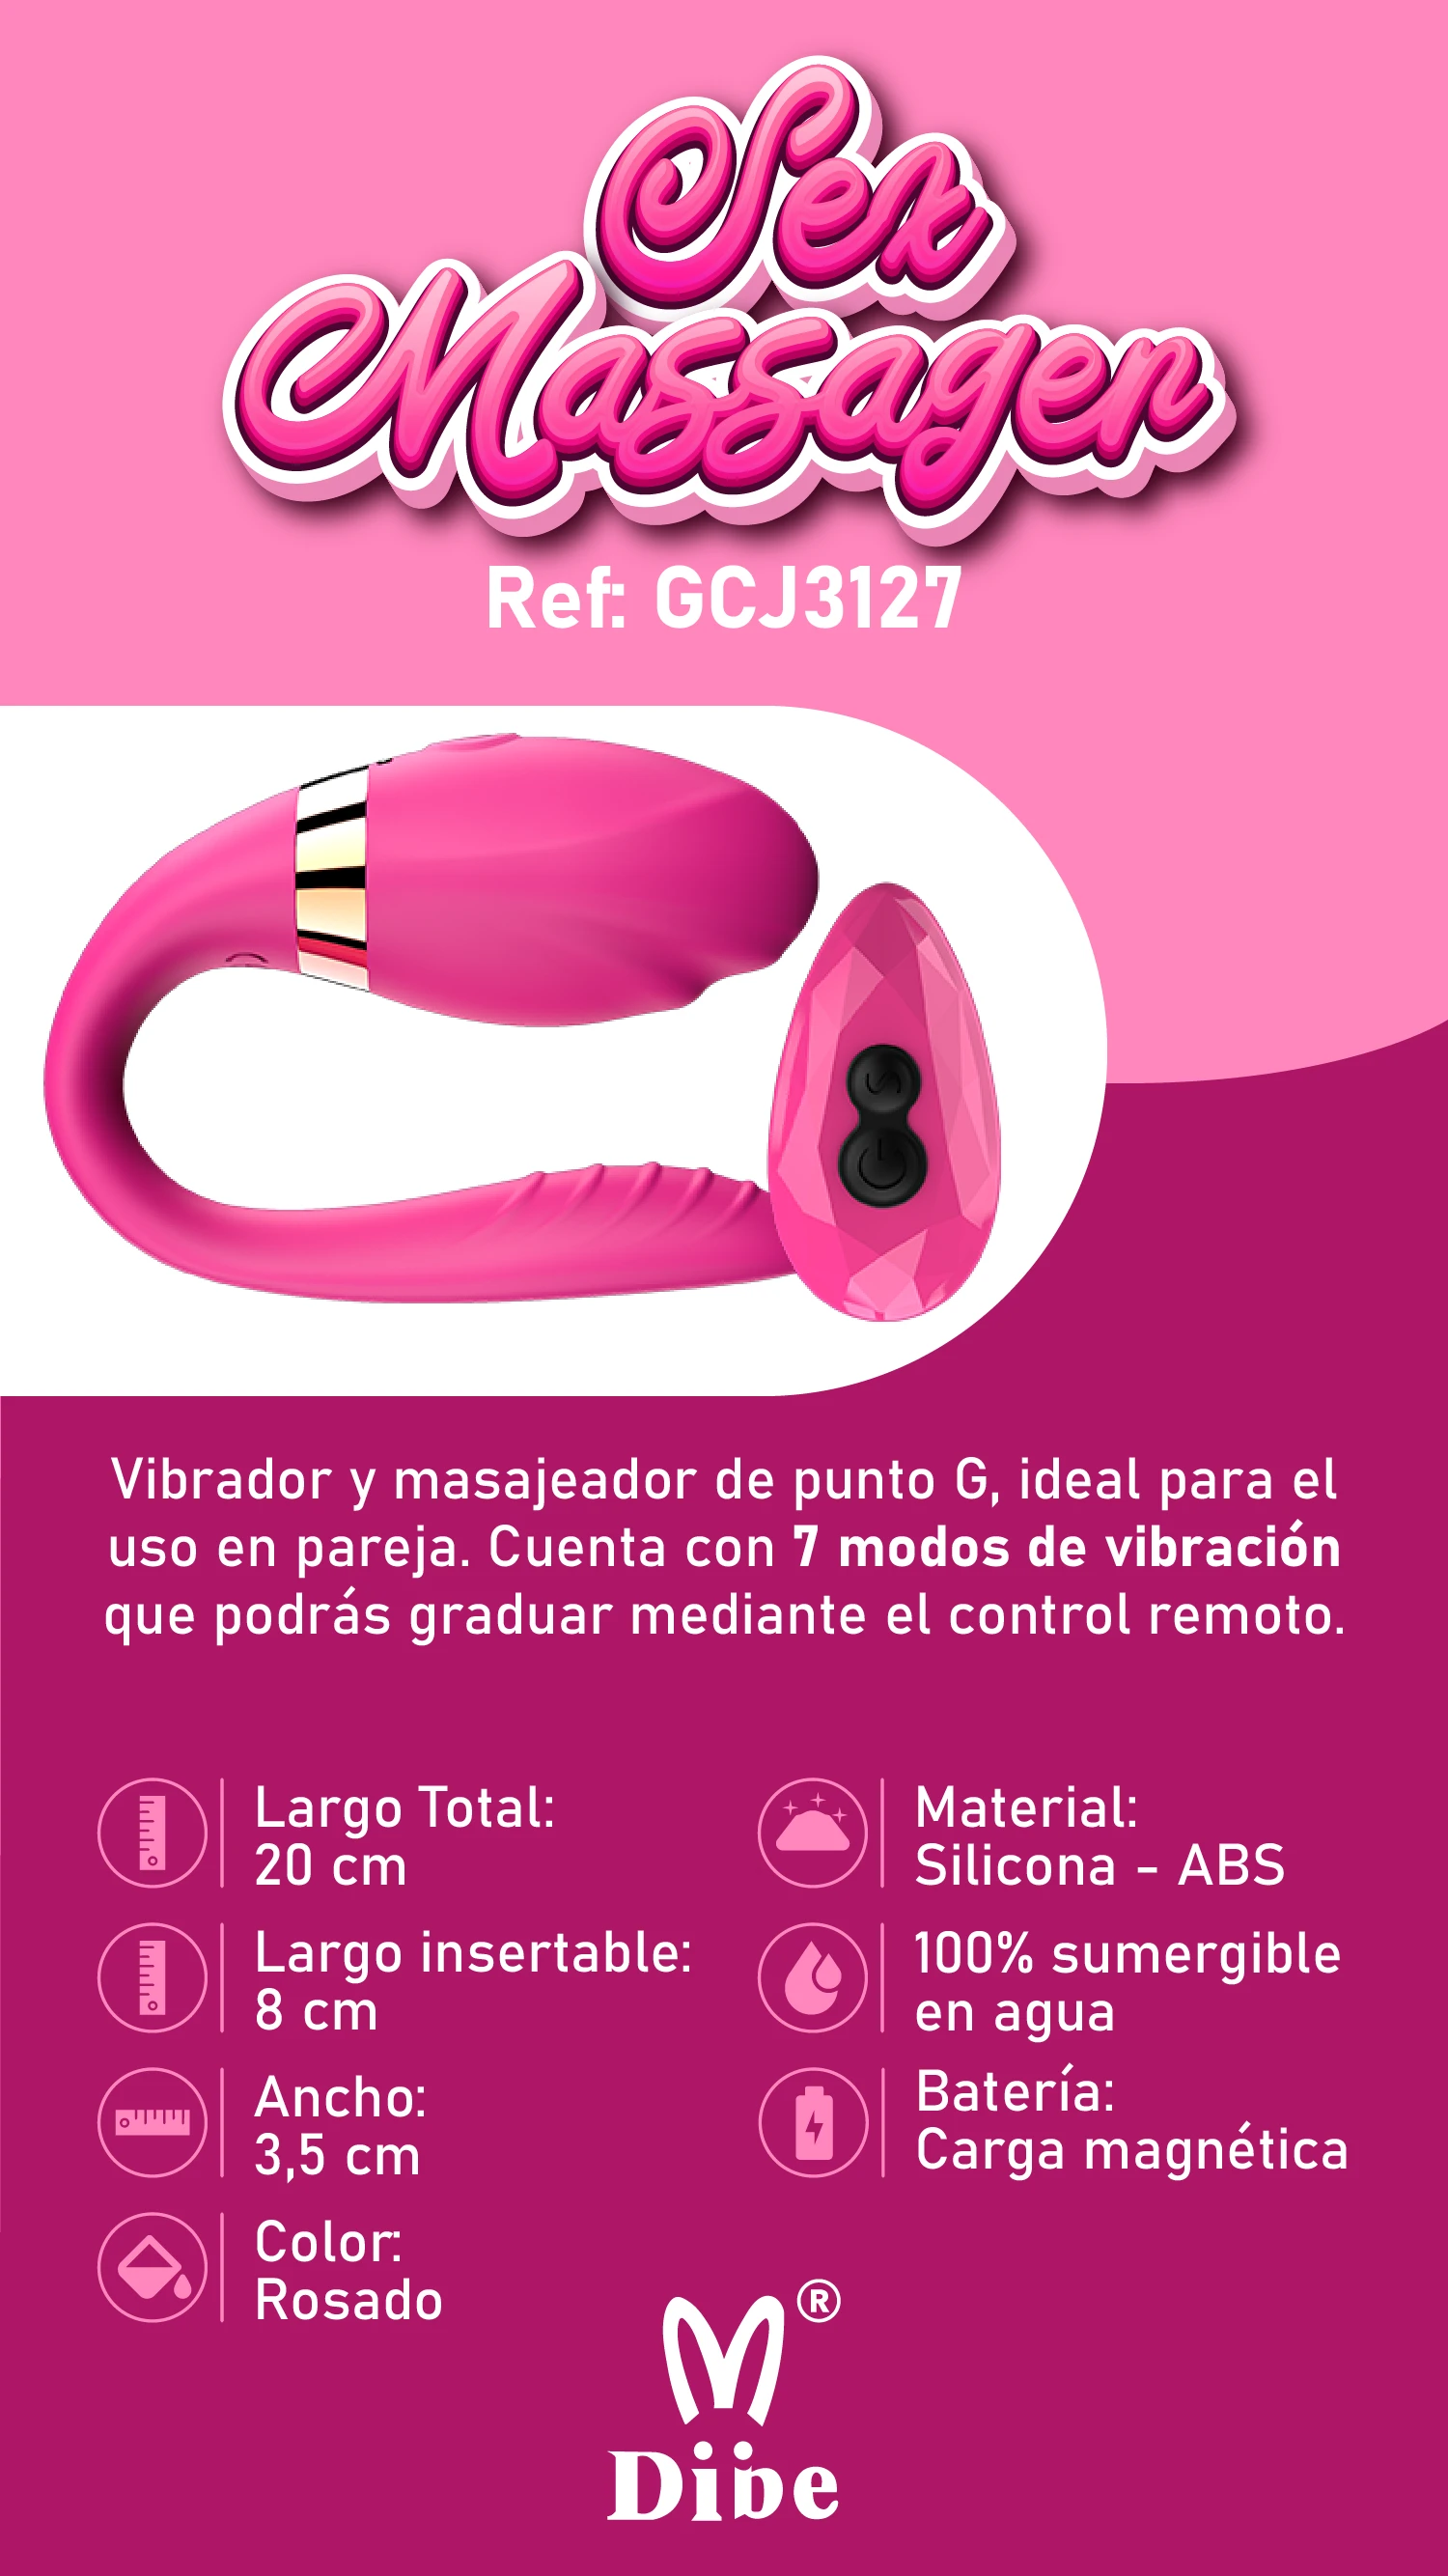 Sex
Massager
Ref: GCJ3127
Vibrador y masajeador de punto G, ideal para el
uso en pareja. Cuenta con 7 modos de vibración
que podrás graduar mediante el control remoto.
Largo Total:
20 cm
Largo insertable:
8 cm
Ancho:
3,5 cm
Color:
Rosado
Material:
Silicona - ABS
100% sumergible
en agua
Batería:
Carga magnética
®
Dibe